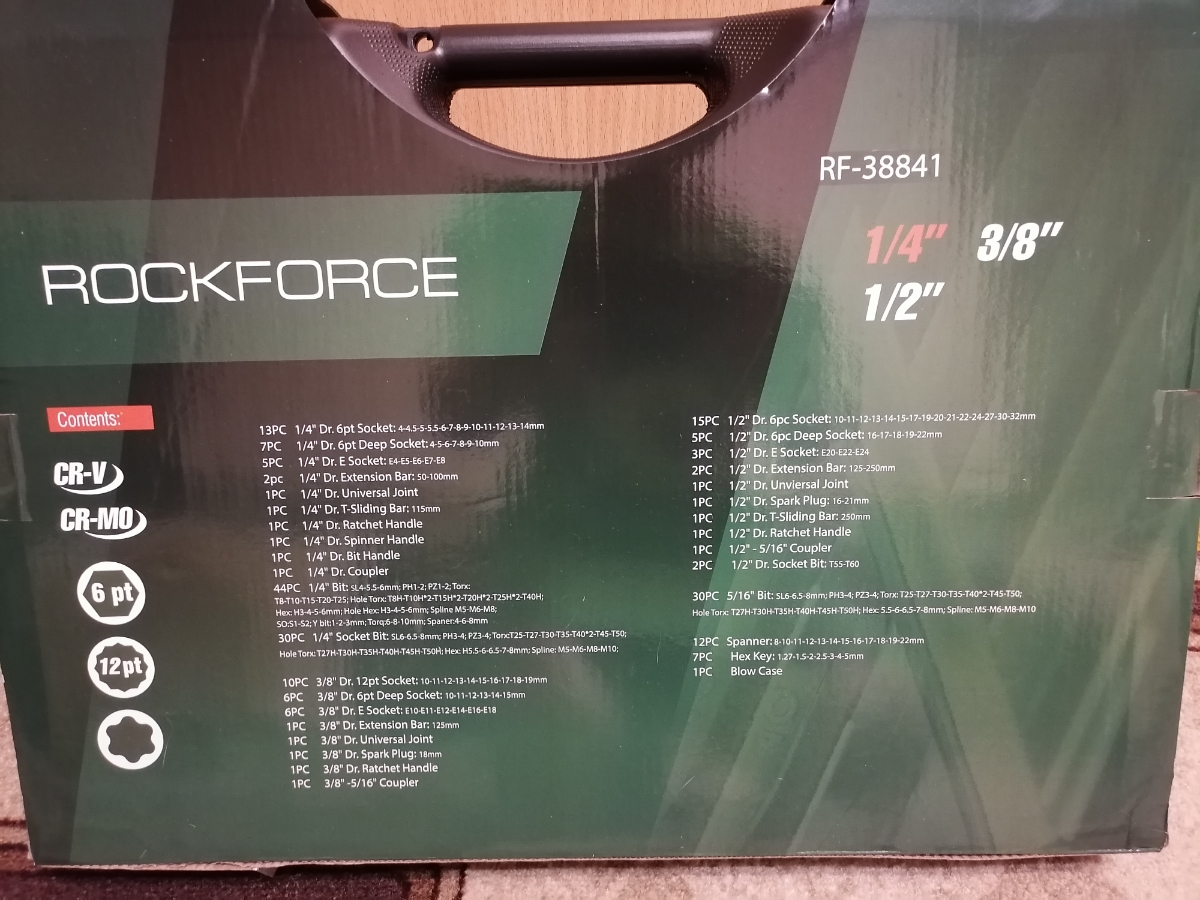 RF-38841
1/4" 3/8"
1/2"
ROCKFORCE
Contents:
CR-V
CR-MO
6 pt
12pt
13PC 1/4" Dr. 6pt Socket: 4-4.5-5-5.5-6-7-8-9-10-11-12-13-14mm
7PC 1/4" Dr. 6pt Deep Socket: 4-5-6-7-8-9-10mm
5PC 1/4" Dr. E Socket: E4-E5-E6-E7-E8
2pc 1/4" Dr. Extension Bar: 50-100mm
1PC 1/4" Dr. Universal Joint
1PC 1/4" Dr. T-Sliding Bar: 115mm
1PC 1/4" Dr. Ratchet Handle
1PC 1/4" Dr. Spinner Handle
1PC 1/4" Dr. Bit Handle
1PC 1/4" Dr. Coupler
44PC 1/4" Bit: SL4-5.5-6mm; PH1-2; PZ1-2; Torx:
T8-T10-T15-T20-T25; Hole Torx: T8H-T10H*2-T15H*2-T20H*2-T25H*2-T40H;
Hex: H3-4-5-6mm; Hole Hex: H3-4-5-6mm; Spline M5-M6-M8;
SO:S1-S2; Y bit:1-2-3mm; Torq:6-8-10mm; Spaner:4-6-8mm
30PC 1/4" Socket Bit: SL6-6.5-8mm; PH3-4; PZ3-4; Torx:T25-T27-T30-T35-T40*2-T45-T50;
Hole Torx: T27H-T30H-T35H-T40H-T45H-T50H; Hex: H5.5-6-6.5-7-8mm; Spline: M5-M6-M8-M10;
10PC 3/8" Dr. 12pt Socket: 10-11-12-13-14-15-16-17-18-19mm
6PC 3/8" Dr. 6pt Deep Socket: 10-11-12-13-14-15mm
6PC 3/8" Dr. E Socket: E10-E11-E12-E14-E16-E18
1PC 3/8" Dr. Extension Bar: 125mm
1PC 3/8" Dr. Universal Joint
1PC 3/8" Dr. Spark Plug: 18mm
1PC 3/8" Dr. Ratchet Handle
1PC 3/8" -5/16" Coupler
15PC 1/2" Dr. 6pc Socket: 10-11-12-13-14-15-17-19-20-21-22-24-27-30-32mm
5PC 1/2" Dr. 6pc Deep Socket: 16-17-18-19-22mm
3PC 1/2" Dr. E Socket: E20-E22-E24
2PC 1/2" Dr. Extension Bar: 125-250mm
1PC 1/2" Dr. Unviersal Joint
1PC 1/2" Dr. Spark Plug: 16-21mm
1PC 1/2" Dr. T-Sliding Bar: 250mm
1PC 1/2" Dr. Ratchet Handle
1PC 1/2" - 5/16" Coupler
2PC 1/2" Dr. Socket Bit: T55-T60
30PC 5/16" Bit: SL6-6.5-8mm; PH3-4; PZ3-4; Torx: T25-T27-T30-T35-T40*2-T45-T50;
Hole Torx: T27H-T30H-T35H-T40H-T45H-T50H; Hex: 5.5-6-6.5-7-8mm; Spline: M5-M6-M8-M10
12PC Spanner: 8-10-11-12-13-14-15-16-17-18-19-22mm
7PC Hex Key: 1.27-1.5-2-2.5-3-4-5mm
1PC Blow Case